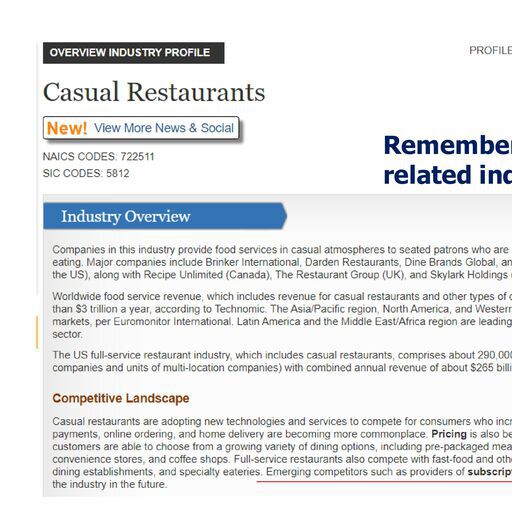 OVERVIEW INDUSTRY PROFILE
PROFILE
Casual Restaurants
New! View More News & Social
NAICS CODES: 722511
SIC CODES: 5812
Remember
related ind
Industry Overview
Companies in this industry provide food services in casual atmospheres to seated patrons who are
eating. Major companies include Brinker International, Darden Restaurants, Dine Brands Global, an
the US), along with Recipe Unlimited (Canada), The Restaurant Group (UK), and Skylark Holdings (
Worldwide food service revenue, which includes revenue for casual restaurants and other types of
than $3 trillion a year, according to Technomic. The Asia/Pacific region, North America, and Western
markets, per Euromonitor International. Latin America and the Middle East/Africa region are leading
sector.
The US full-service restaurant industry, which includes casual restaurants, comprises about 290,000
companies and units of multi-location companies) with combined annual revenue of about $265 billi
Competitive Landscape
Casual restaurants are adopting new technologies and services to compete for consumers who incr
payments, online ordering, and home delivery are becoming more commonplace. Pricing is also be
customers are able to choose from a growing variety of dining options, including pre-packaged mea
convenience stores, and coffee shops. Full-service restaurants also compete with fast-food and oth
dining establishments, and specialty eateries. Emerging competitors such as providers of subscrip
the industry in the future.